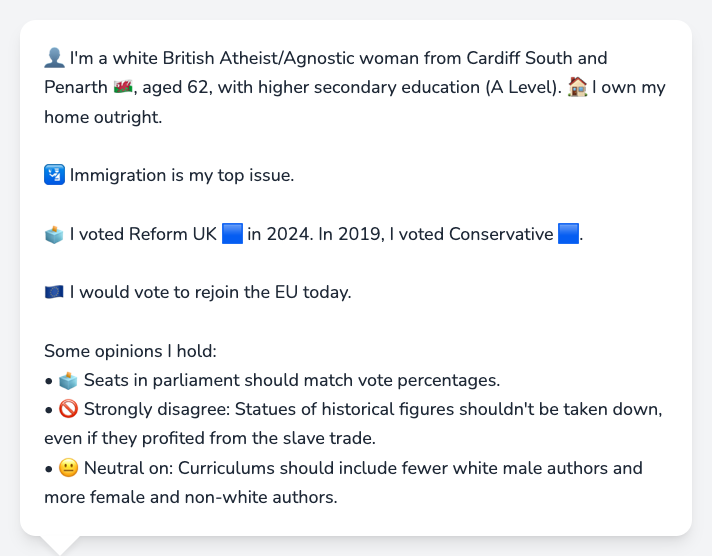 👤 I'm a white British Atheist/Agnostic woman from Cardiff South and
Penarth 🏴󠁧󠁢󠁷󠁬󠁳󠁿, aged 62, with higher secondary education (A Level). 🏠 I own my
home outright.
🛂 Immigration is my top issue.
🗳️ I voted Reform UK 🟦 in 2024. In 2019, I voted Conservative 🟦.
🇪🇺 I would vote to rejoin the EU today.
Some opinions I hold:
• 🗳️ Seats in parliament should match vote percentages.
• 🚫 Strongly disagree: Statues of historical figures shouldn't be taken down,
even if they profited from the slave trade.
• 😐 Neutral on: Curriculums should include fewer white male authors and
more female and non-white authors.